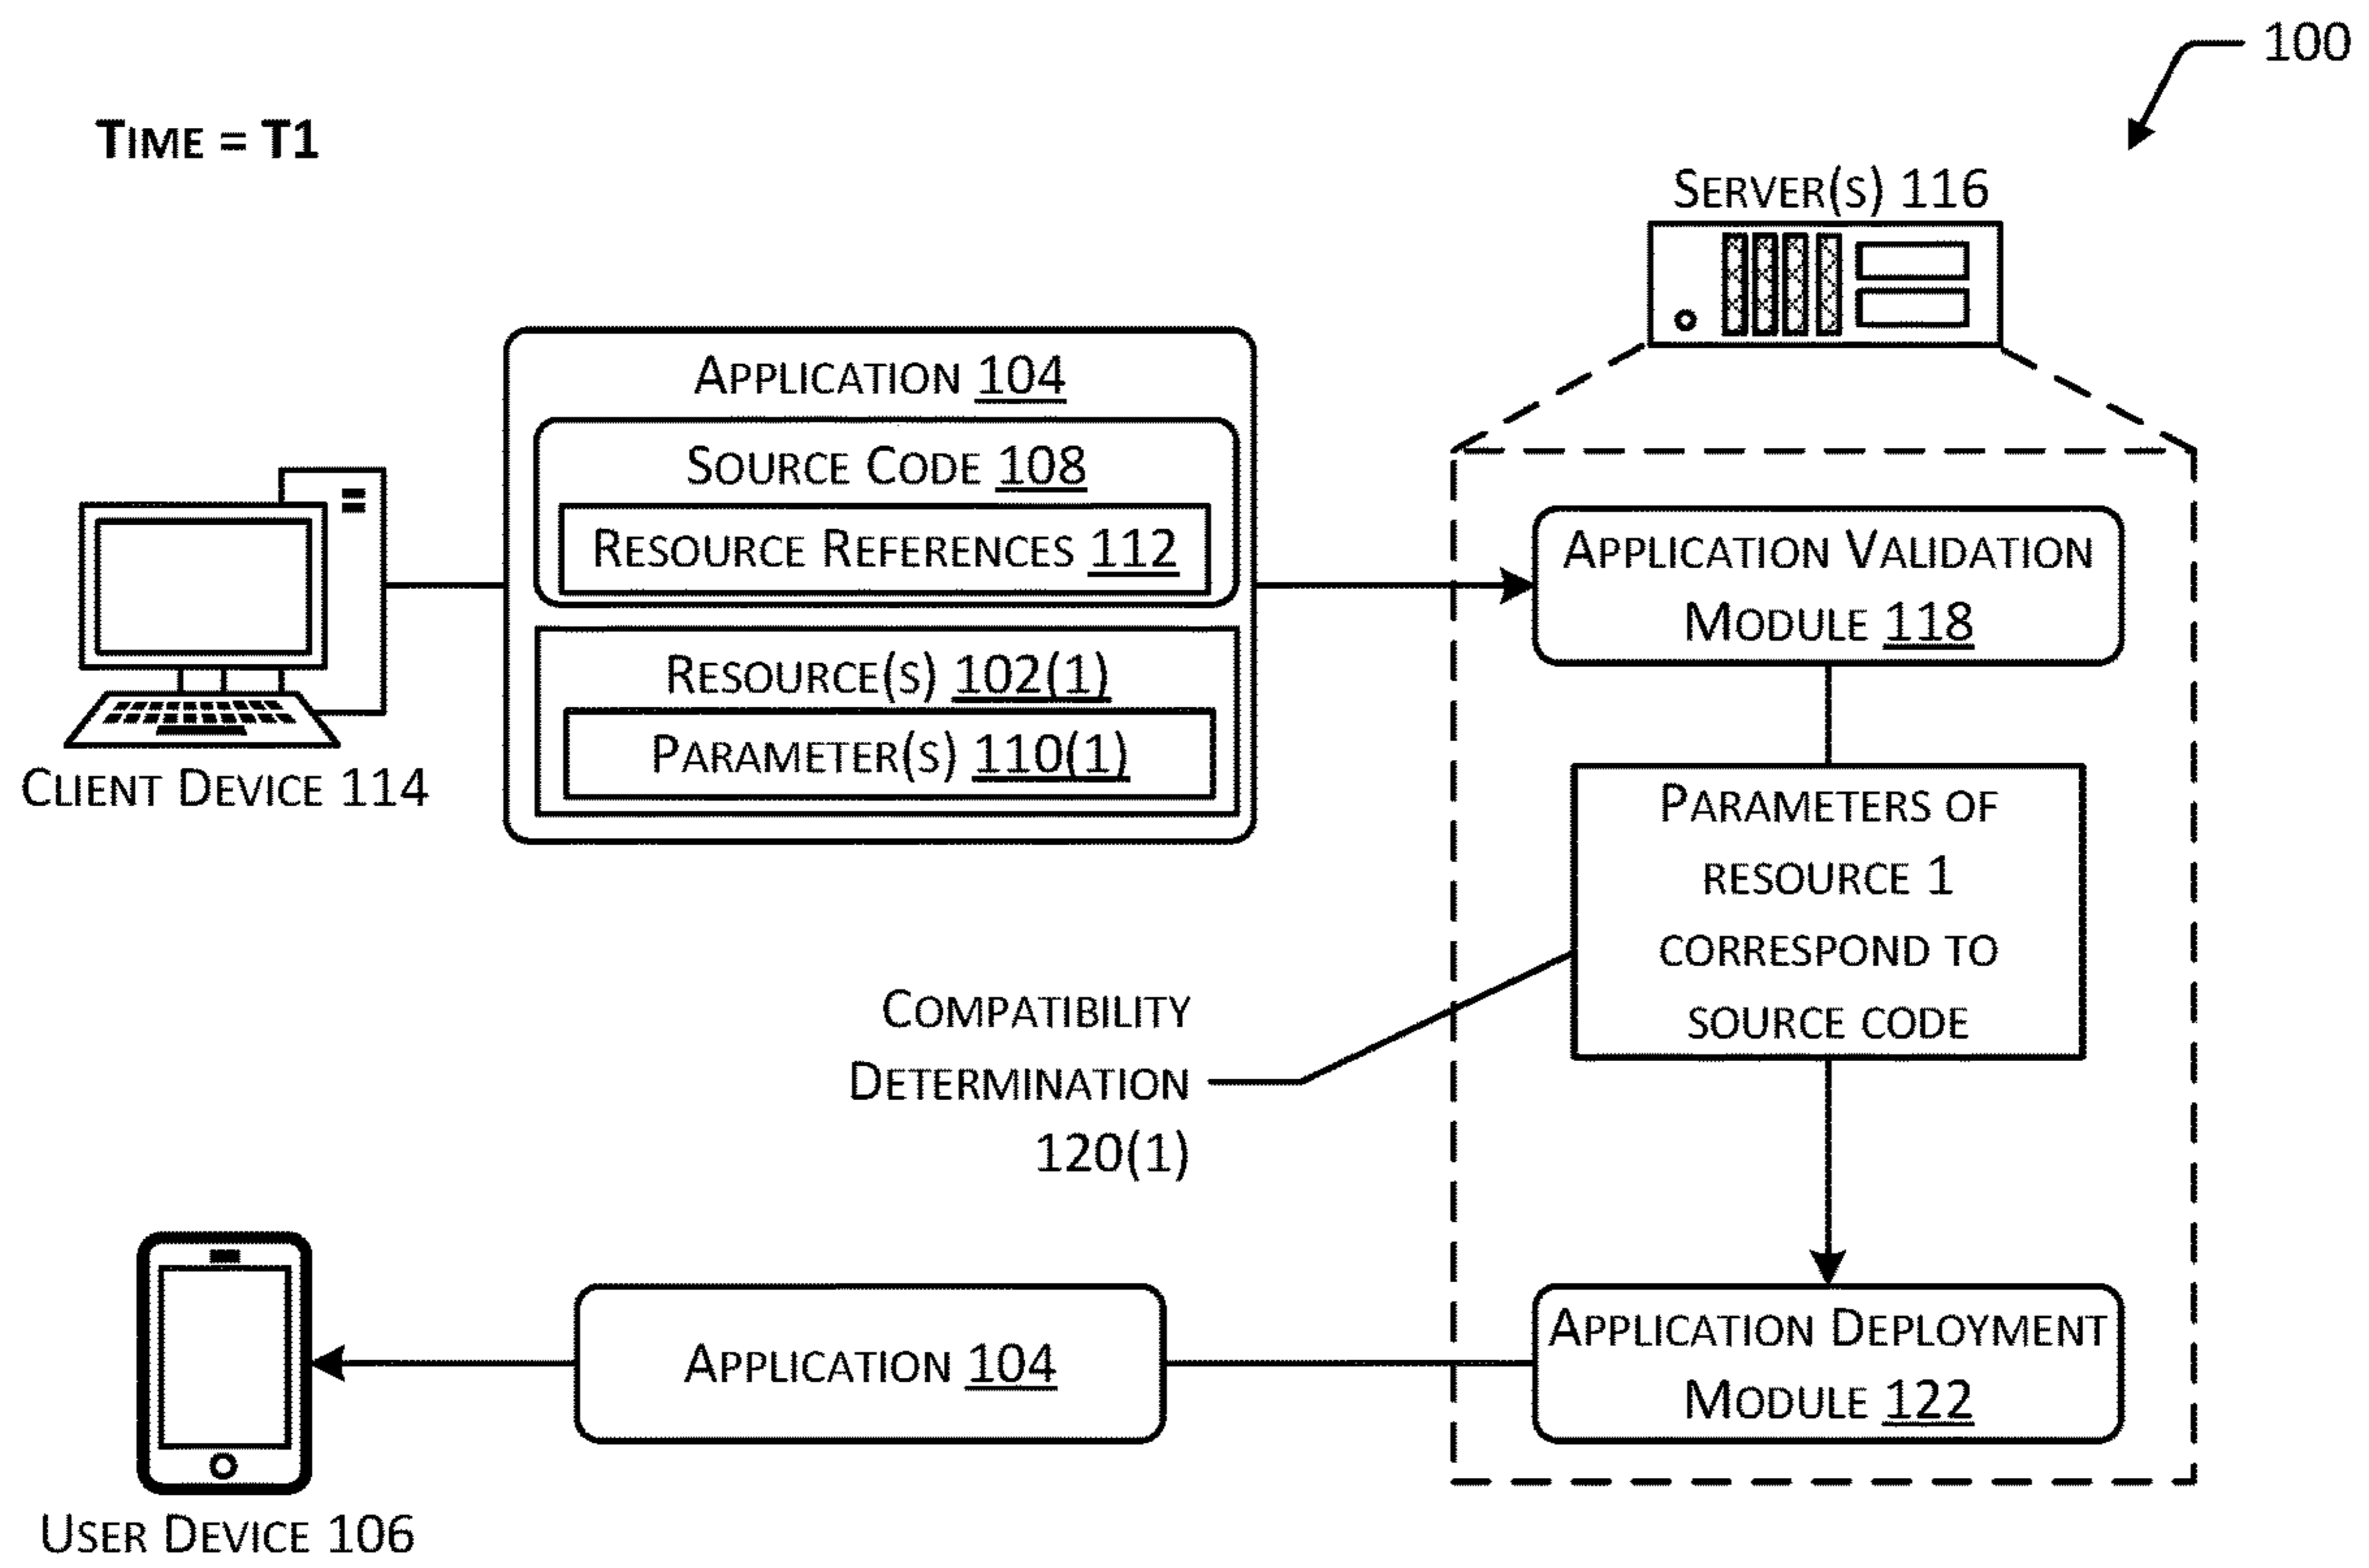 100
TIME = T1
SERVER(S) 116
APPLICATION 104
SOURCE CODE 108
RESOURCE REFERENCES 112
RESOURCE(S) 102(1)
PARAMETER(S) 110(1)
CLIENT DEVICE 114
APPLICATION VALIDATION
MODULE 118
PARAMETERS OF
RESOURCE 1
CORRESPOND TO
SOURCE CODE
COMPATIBILITY
DETERMINATION
120(1)
APPLICATION DEPLOYMENT
MODULE 122
APPLICATION 104
USER DEVICE 106